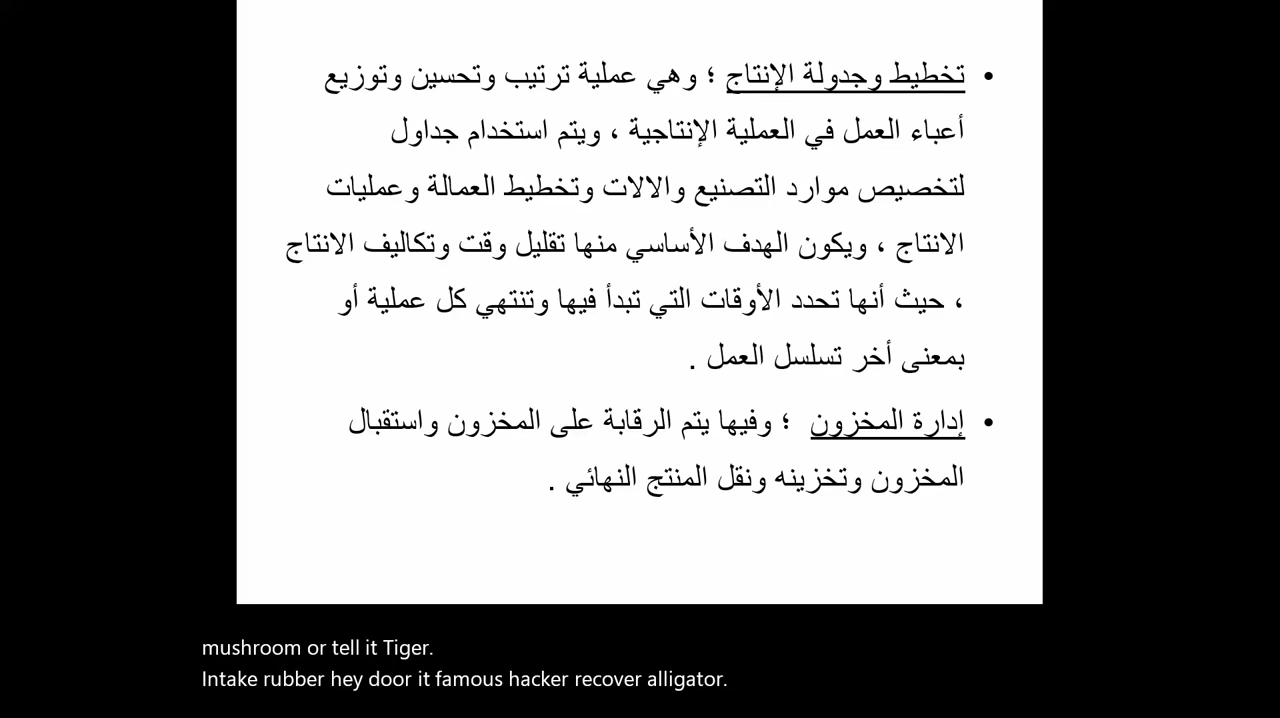 • تخطيط وجدولة الإنتاج ؛ وهي عملية ترتيب وتحسين وتوزيع
أعباء العمل في العملية الإنتاجية ، ويتم استخدام جداول
لتخصيص موارد التصنيع والالات وتخطيط العمالة وعمليات
الانتاج ، ويكون الهدف الأساسي منها تقليل وقت وتكاليف الانتاج
، حيث أنها تحدد الأوقات التي تبدأ فيها وتنتهي كل عملية أو
بمعنى أخر تسلسل العمل .
• إدارة المخزون ؛ وفيها يتم الرقابة على المخزون واستقبال
المخزون وتخزينه ونقل المنتج النهائي .
mushroom or tell it Tiger.
Intake rubber hey door it famous hacker recover alligator.